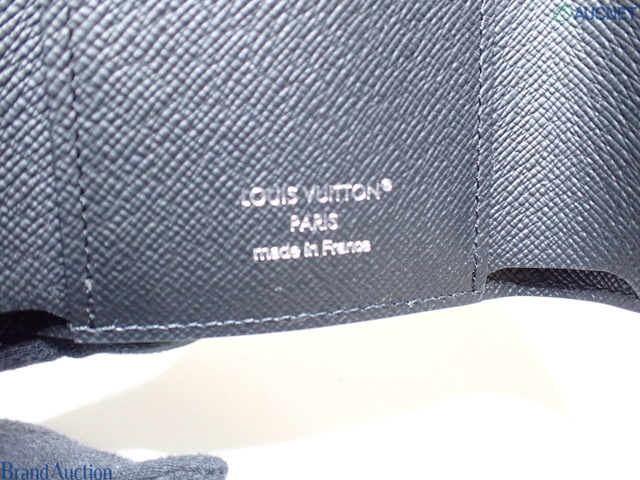 AUCNET
LOUIS VUITTON®
PARIS
made in France
Brand Auction